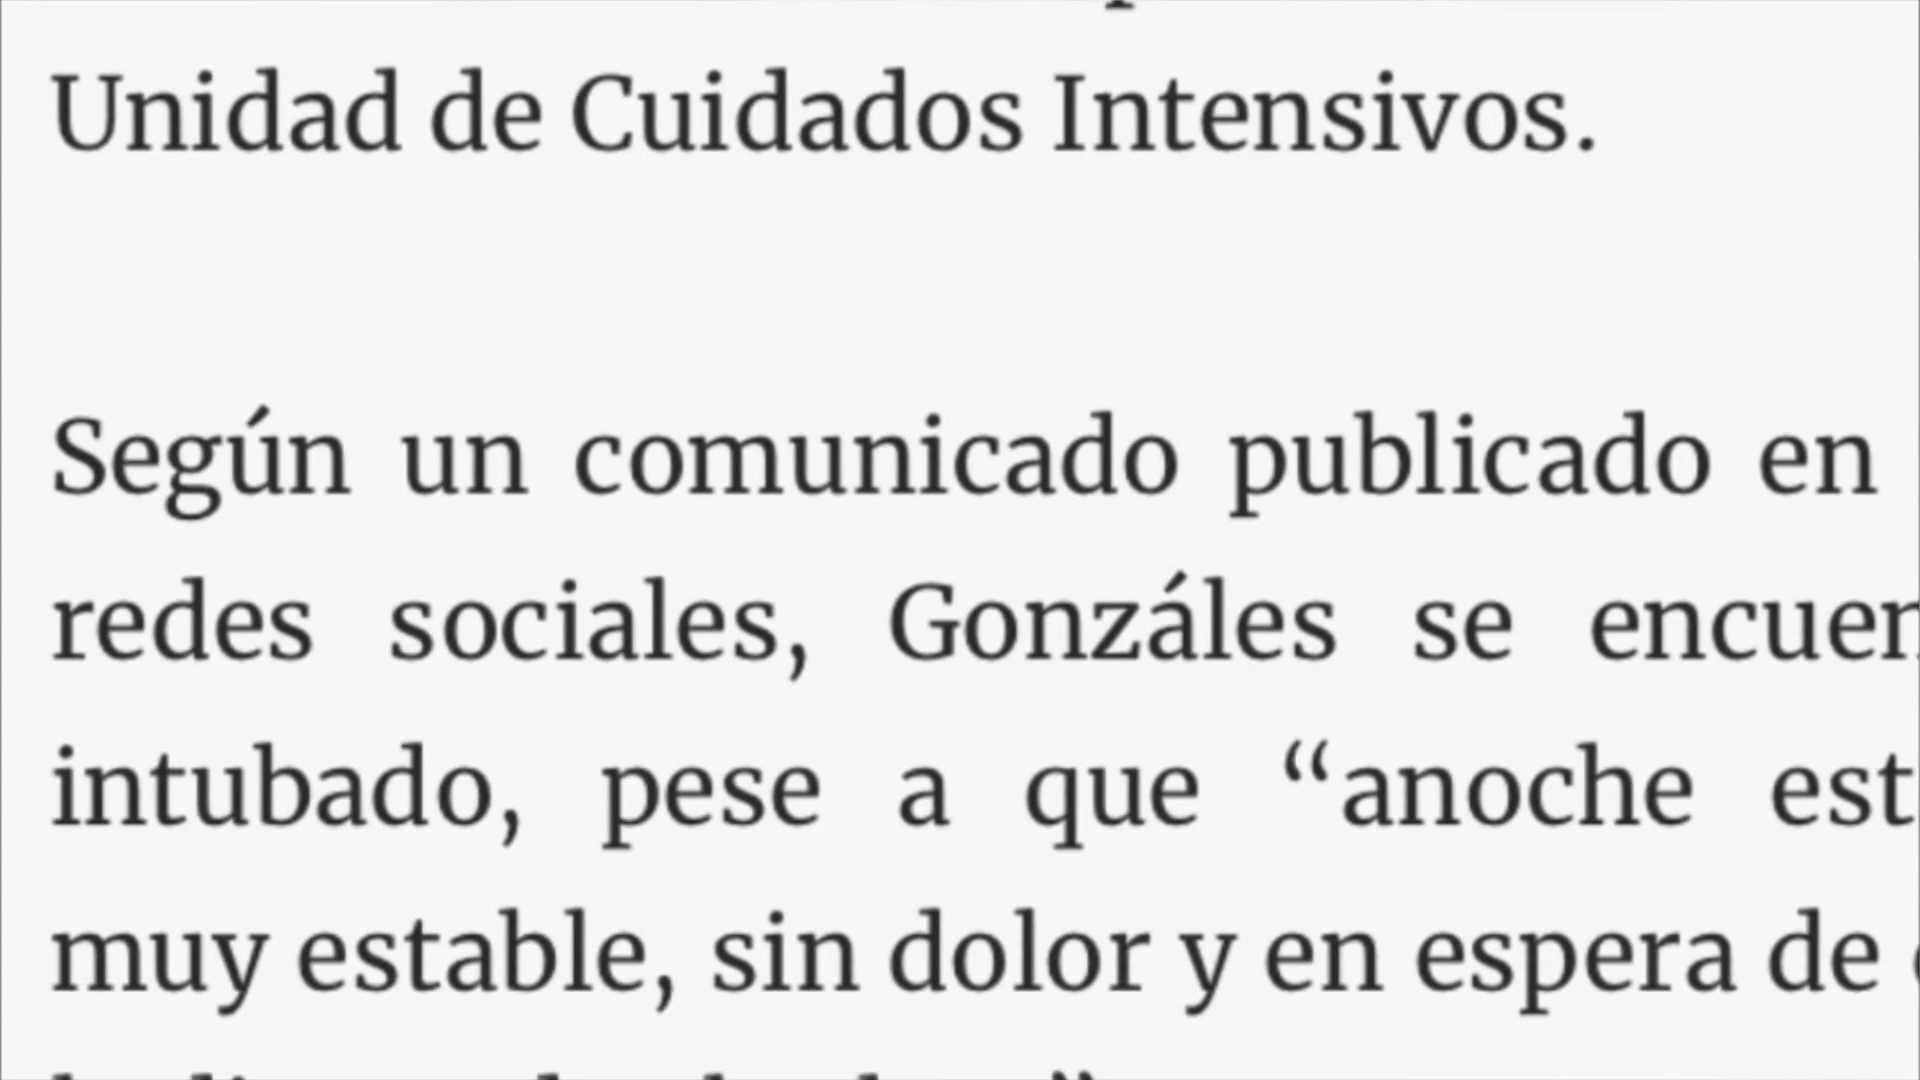 Unidad de Cuidados Intensivos.
Según un comunicado publicado en
redes sociales, Gonzáles se encuen
intubado, pese a que “anoche est
muy estable, sin dolor y en espera de